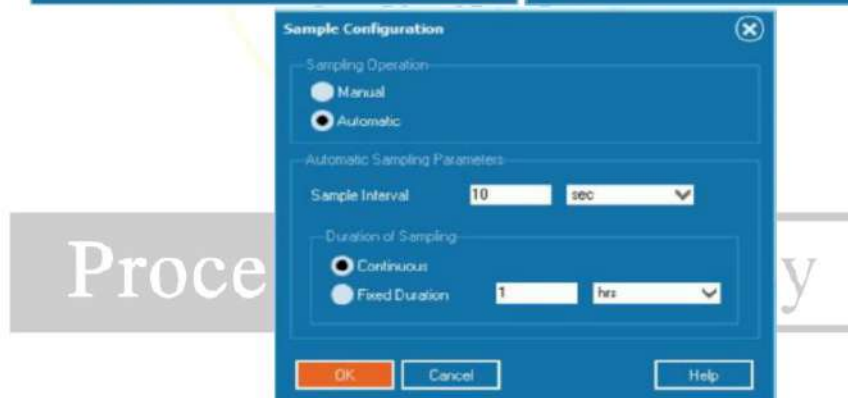 Sample Configuration
Sampling Operation
Manual
Automatic
Automatic Sampling Parameters
Sample Interval 10 sec
Duration of Sampling
Continuous
Proce y
Fixed Duration 1 hrs
OK Cancel Help